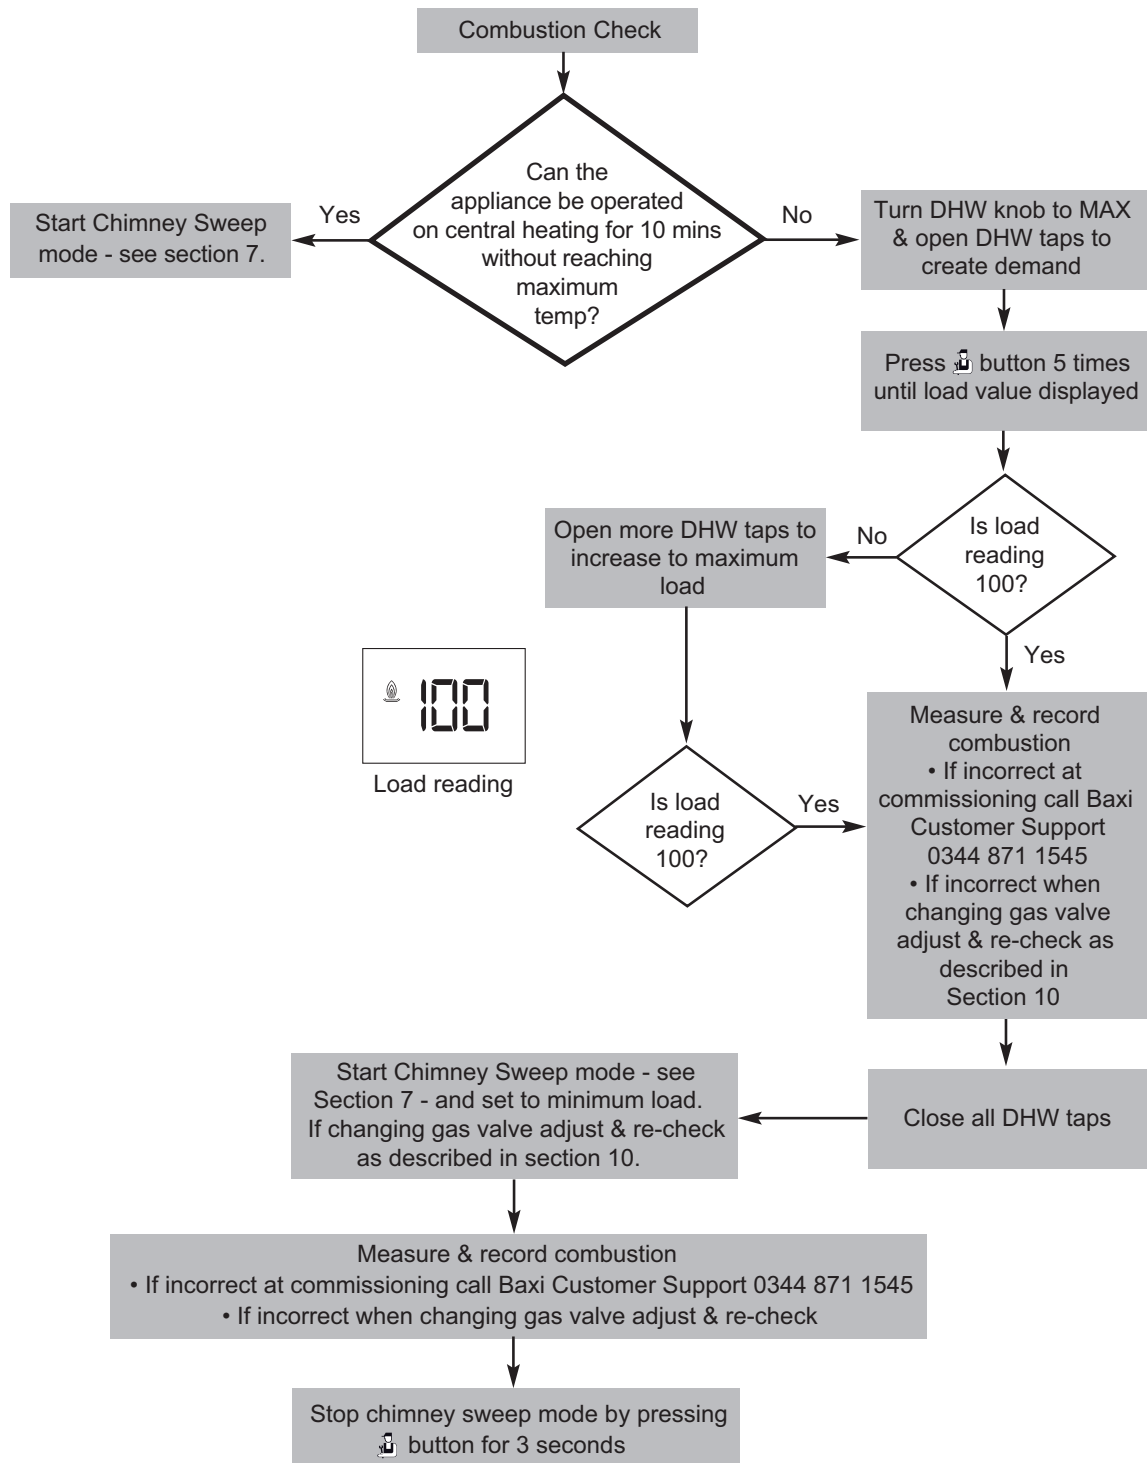 Combustion Check
Can the
appliance be operated
on central heating for 10 mins
without reaching
maximum
temp?
Yes
Start Chimney Sweep
mode - see section 7.
No
Turn DHW knob to MAX
& open DHW taps to
create demand
Press button 5 times
until load value displayed
Is load
reading
100?
No
Open more DHW taps to
increase to maximum
load
Yes
100
Load reading
Is load
reading
100?
Yes
Measure & record
combustion
• If incorrect at
commissioning call Baxi
Customer Support
0344 871 1545
• If incorrect when
changing gas valve
adjust & re-check as
described in
Section 10
Close all DHW taps
Start Chimney Sweep mode - see
Section 7 - and set to minimum load.
If changing gas valve adjust & re-check
as described in section 10.
Measure & record combustion
• If incorrect at commissioning call Baxi Customer Support 0344 871 1545
• If incorrect when changing gas valve adjust & re-check
Stop chimney sweep mode by pressing
button for 3 seconds